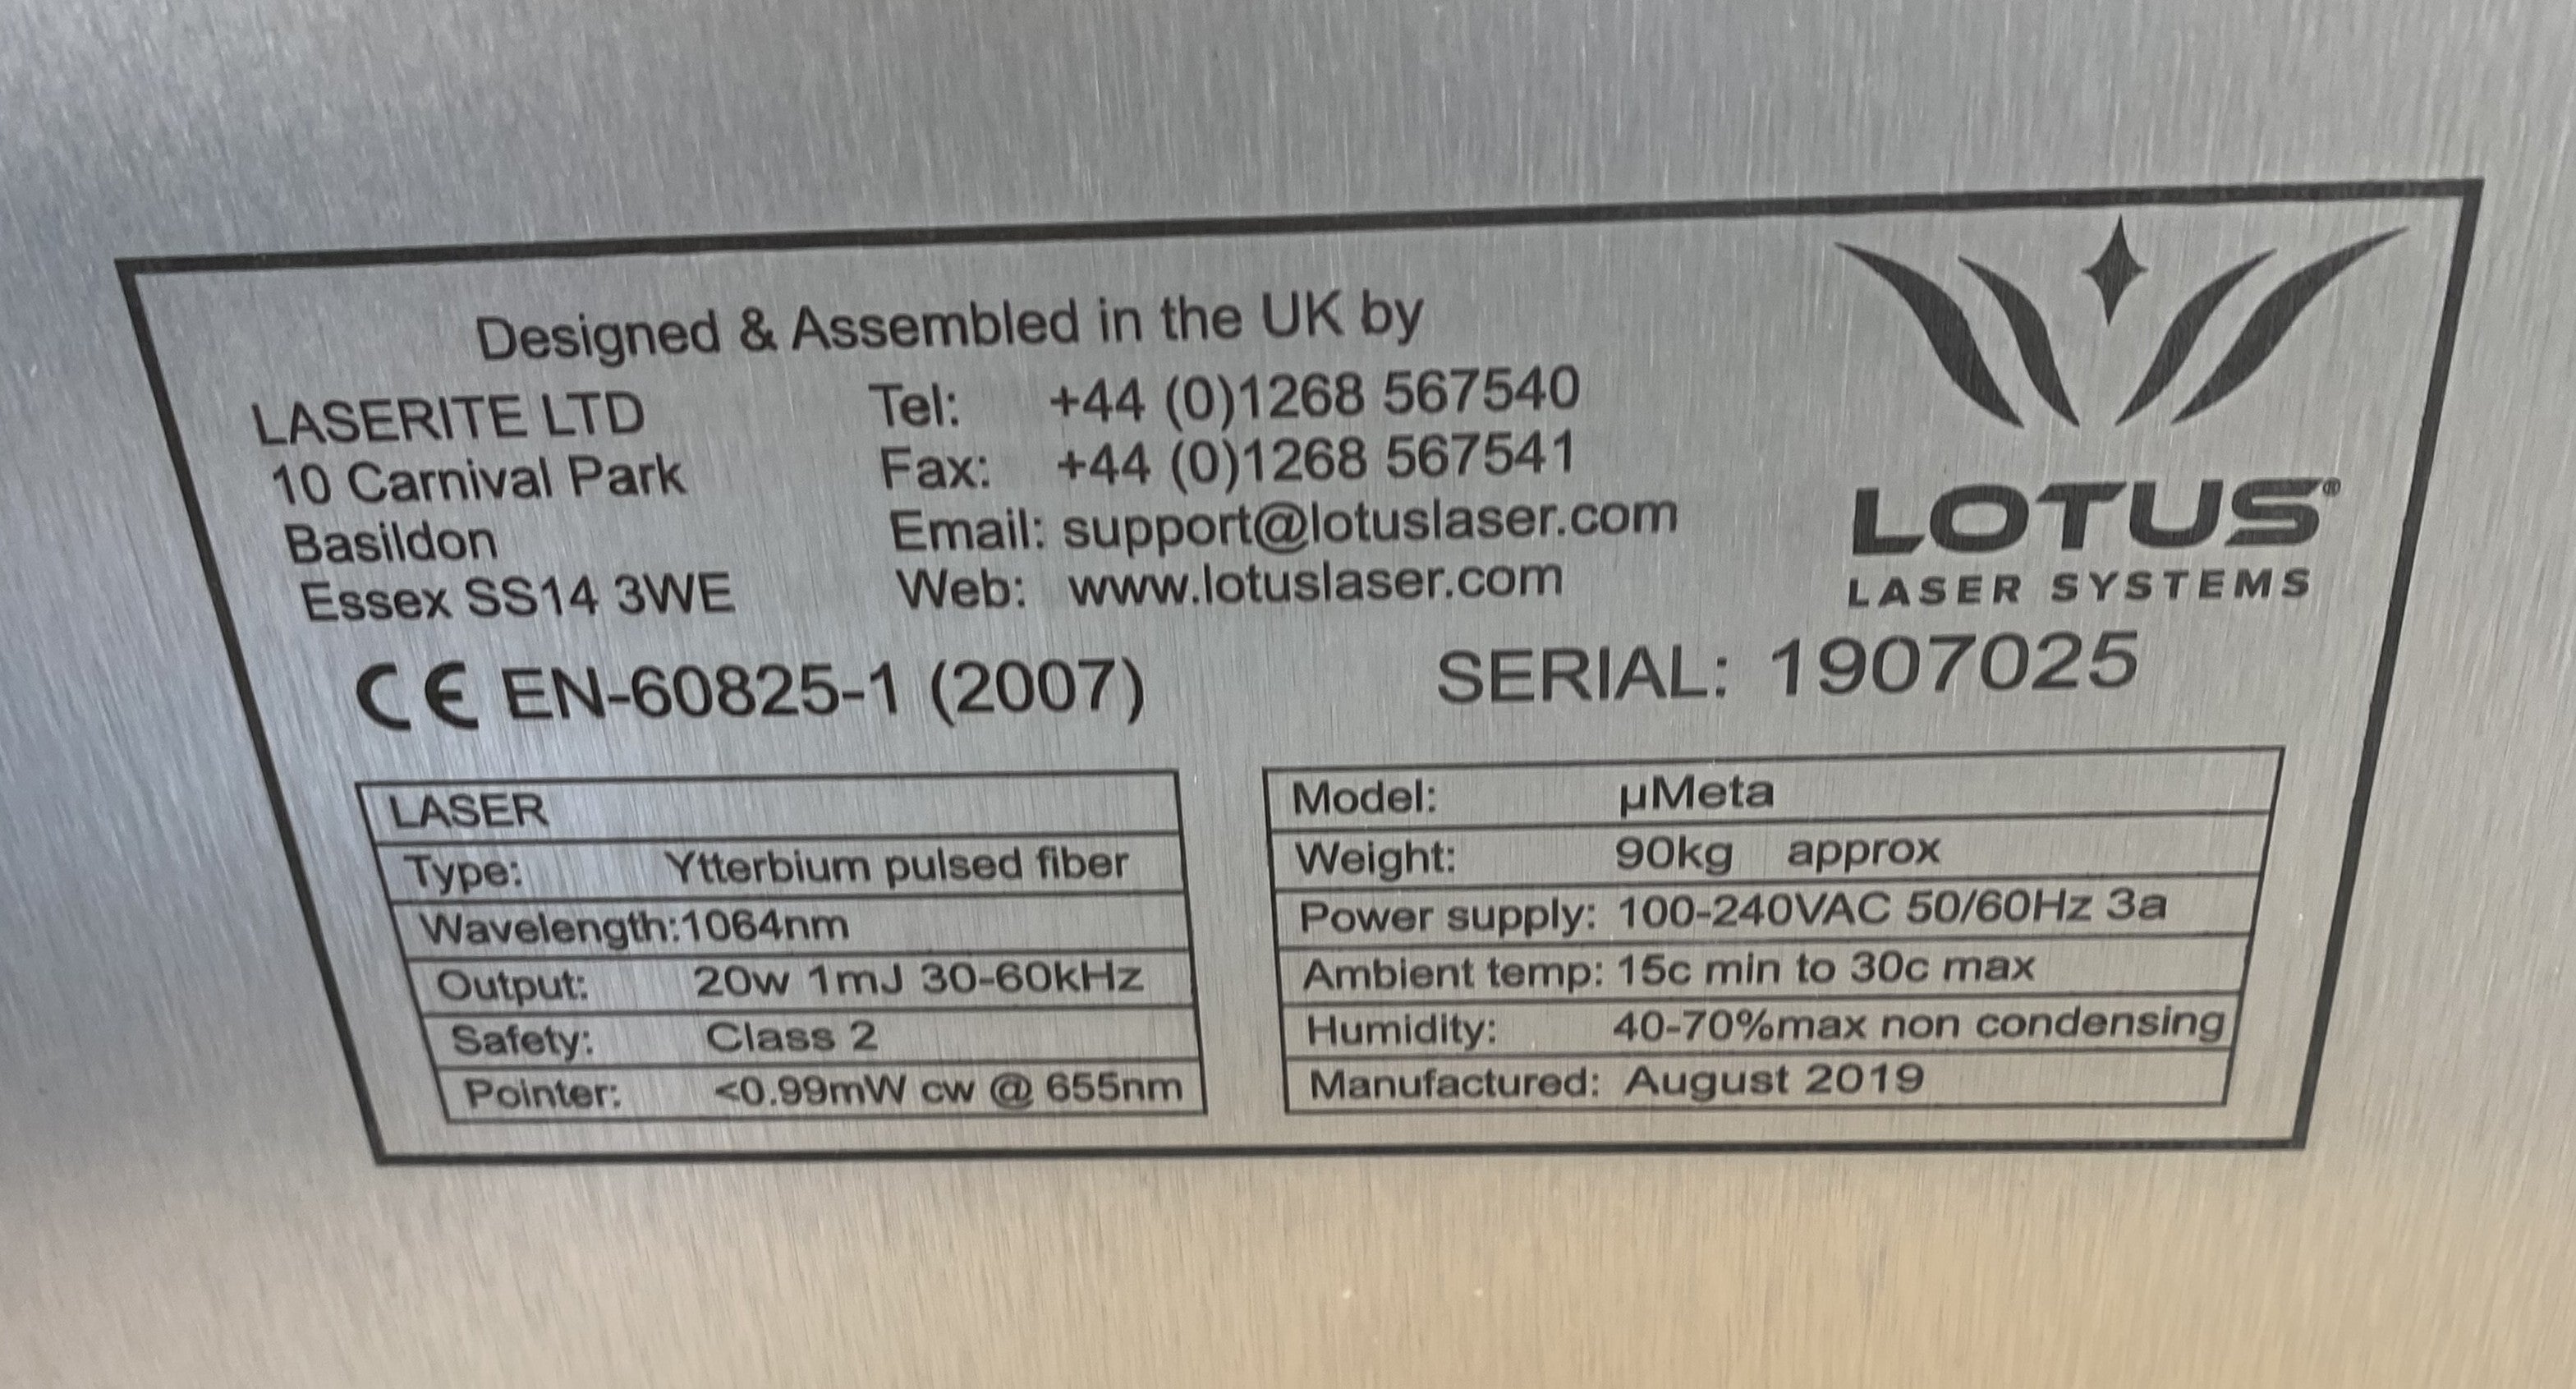 Designed & Assembled in the UK by
LASERITE LTD
10 Carnival Park
Basildon
Essex SS14 3WE
Tel: +44 (0)1268 567540
Fax: +44 (0)1268 567541
Email: support@lotuslaser.com
Web: www.lotuslaser.com
LOTUS®
LASER SYSTEMS
CE EN-60825-1 (2007)
SERIAL: 1907025
LASER
Type: Ytterbium pulsed fiber
Wavelength:1064nm
Output: 20w 1mJ 30-60kHz
Safety: Class 2
Pointer: <0.99mW cw @ 655nm
Model: µMeta
Weight: 90kg approx
Power supply: 100-240VAC 50/60Hz 3a
Ambient temp: 15c min to 30c max
Humidity: 40-70%max non condensing
Manufactured: August 2019